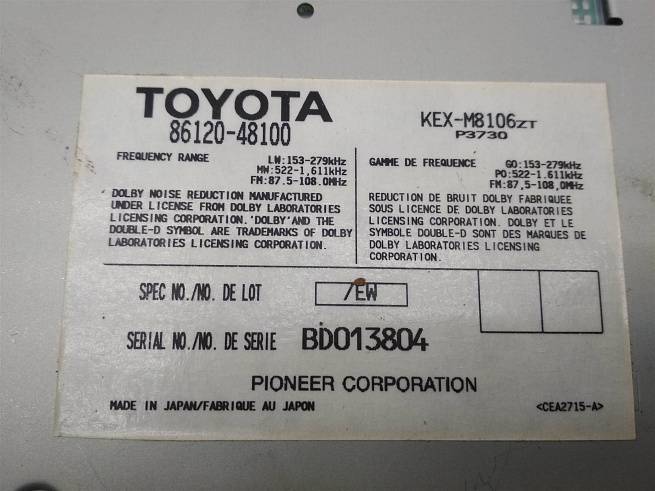 TOYOTA
86120-48100
KEX-M8106ZT
P3730
FREQUENCY RANGE
LW:153-279kHz
MW:522-1,611kHz
FM:87.5-108.0MHz
GAMME DE FREQUENCE
GO:153-279kHz
PO:522-1.611kHz
FM:87,5-108,0MHz
DOLBY NOISE REDUCTION MANUFACTURED
UNDER LICENSE FROM DOLBY LABORATORIES
LICENSING CORPORATION. 'DOLBY'AND THE
DOUBLE-D SYMBOL ARE TRADEMARKS OF DOLBY
LABORATORIES LICENSING CORPORATION.
REDUCTION DE BRUIT DOLBY FABRIQUEE
SOUS LICENCE DE DOLBY LABORATORIES
LICENSING CORPORATION. DOLBY ET LE
SYMBOLE DOUBLE-D SONT DES MARQUES DE
DOLBY LABORATORIES LICENSING
CORPORATION.
SPEC NO./NO. DE LOT /EW
SERIAL NO./NO. DE SERIE BD013804
PIONEER CORPORATION
MADE IN JAPAN/FABRIQUE AU JAPON
<CEA2715-A>